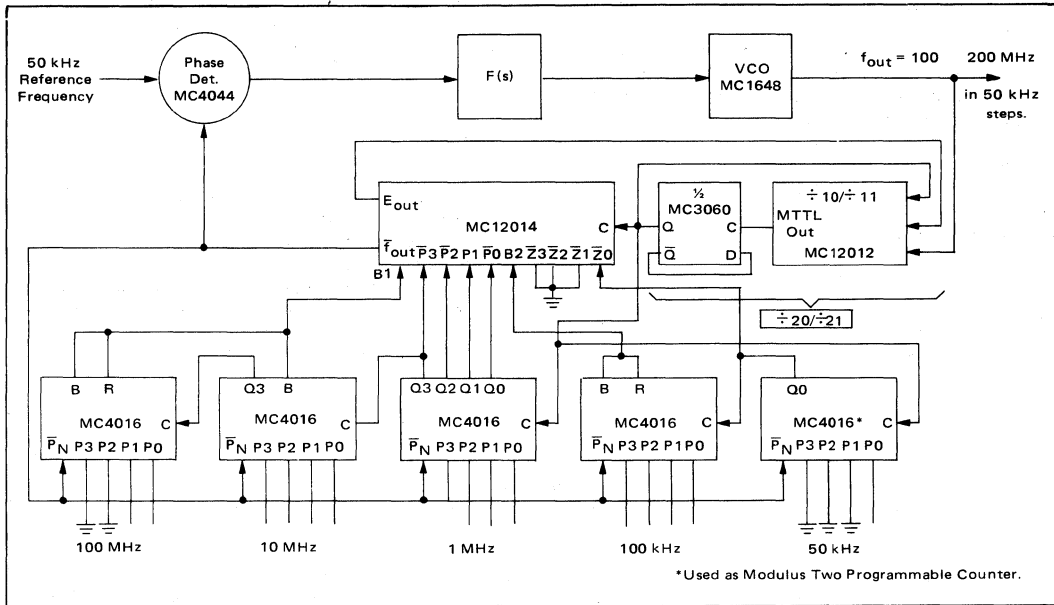 50 kHz
Reference
Frequency
Phase
Det.
MC4044
F(s)
VCO
MC1648
fout = 100 200 MHz
in 50 kHz
steps.
Eout
MC12014
C
f̅out P̅3 P̅2 P1 P̅0 B2 Z̅3 Z̅2 Z̅1 Z̅0
B1
½
MC3060
Q C
Q̅ D
÷ 10/÷ 11
MTTL
Out
MC12012
÷ 20/÷21
B R
MC4016 C
P̅N P3 P2 P1 P0
Q3 B
MC4016 C
P̅N P3 P2 P1 P0
Q3 Q2 Q1 Q0
MC4016 C
P̅N P3 P2 P1 P0
B R
MC4016 C
P̅N P3 P2 P1 P0
Q0
MC4016* C
P̅N P3 P2 P1 P0
100 MHz
10 MHz
1 MHz
100 kHz
50 kHz
*Used as Modulus Two Programmable Counter.